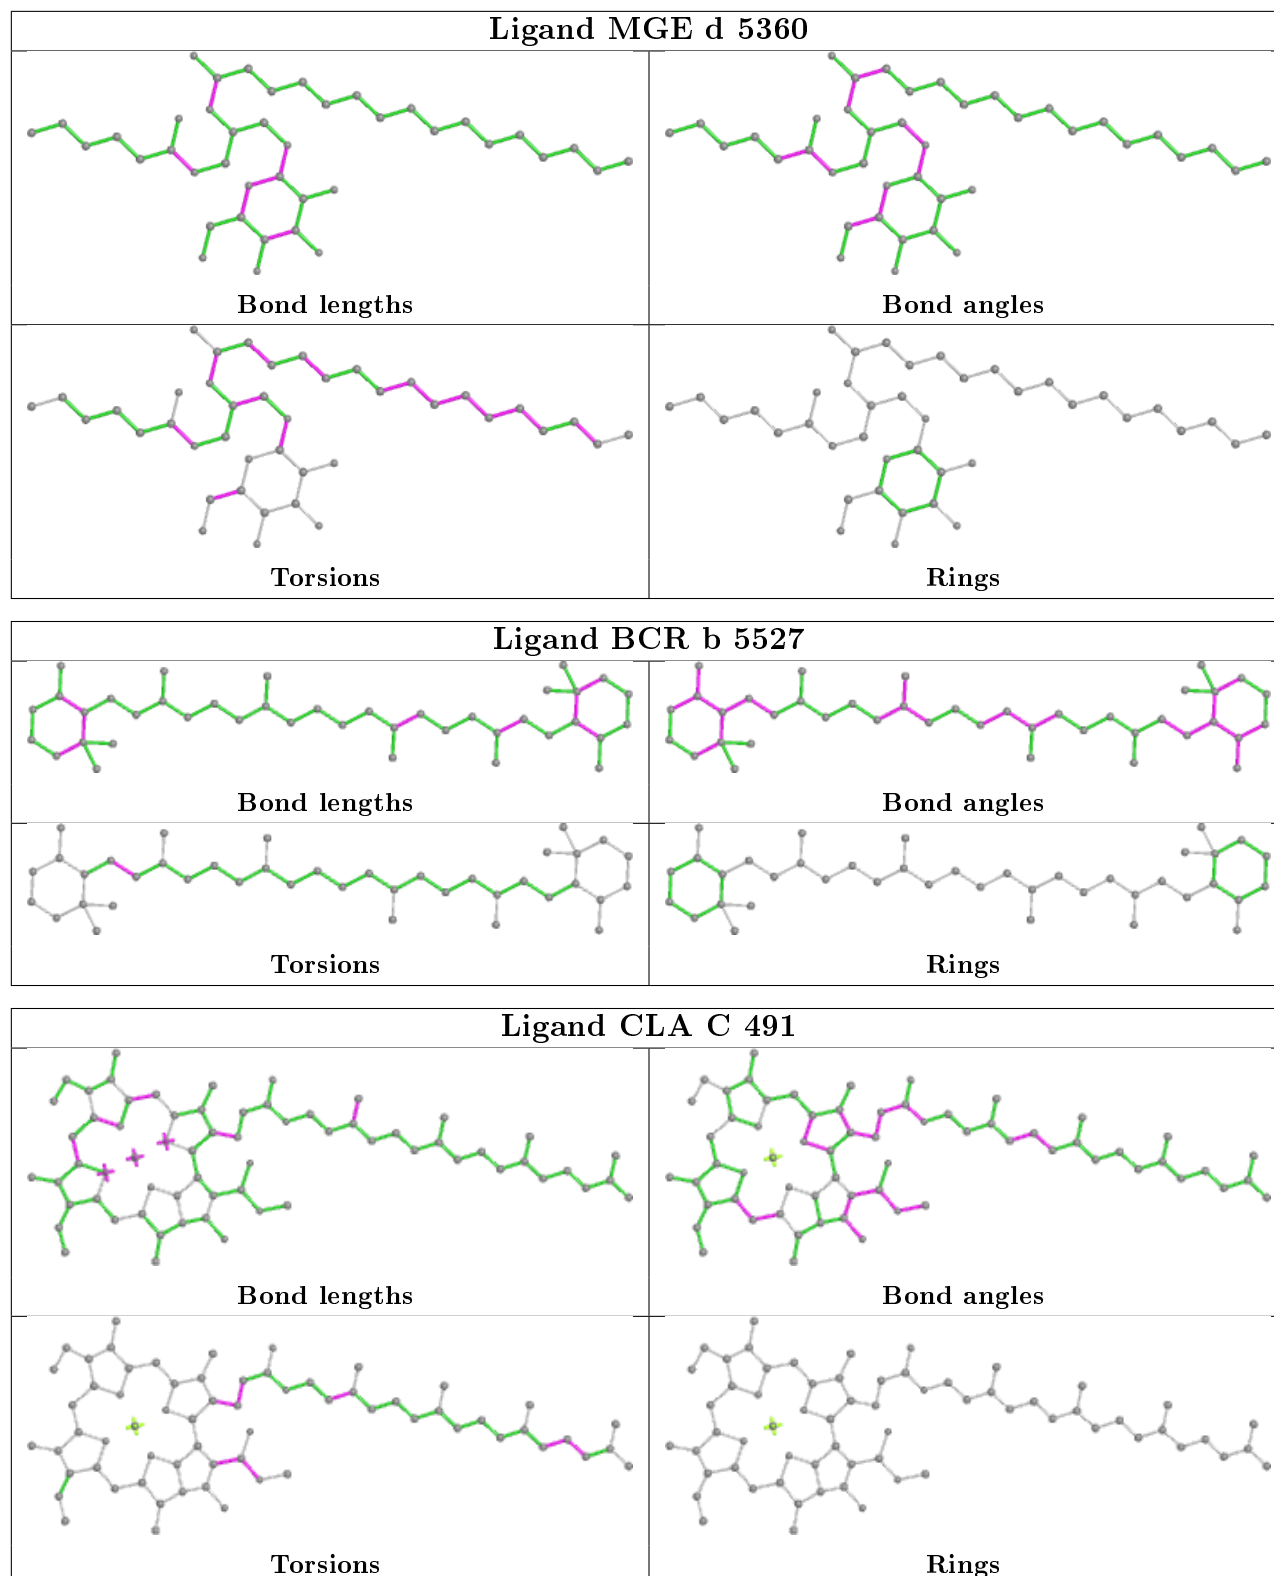 Ligand MGE d 5360
Bond lengths
Bond angles
Torsions
Rings
Ligand BCR b 5527
Bond lengths
Bond angles
Torsions
Rings
Ligand CLA C 491
Bond lengths
Bond angles
Torsions
Rings